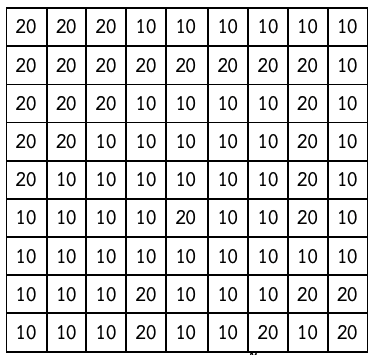 20 20 20 10 10 10 10 10 10
20 20 20 20 20 20 20 20 10
20 20 20 10 10 10 10 20 10
20 20 10 10 10 10 10 20 10
20 10 10 10 10 10 10 20 10
10 10 10 10 20 10 10 20 10
10 10 10 10 10 10 10 10 10
10 10 10 20 10 10 10 20 20
10 10 10 20 10 10 20 10 20